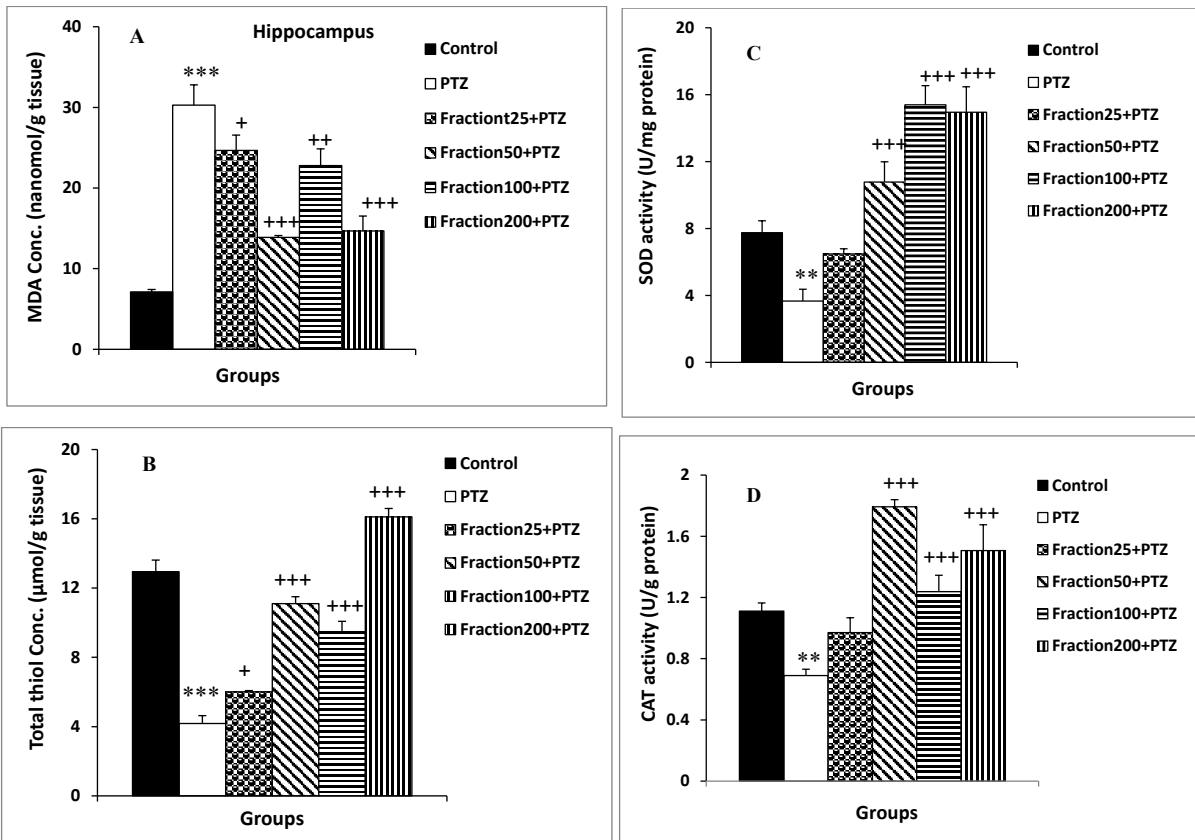 A
Hippocampus
MDA Conc. (nanomol/g tissue)
40
30
20
10
0
***
+
+++
++
+++
Groups
Control
PTZ
Fractiont25+PTZ
Fraction50+PTZ
Fraction100+PTZ
Fraction200+PTZ
C
SOD activity (U/mg protein)
20
16
12
8
4
0
**
+++
+++
+++
Groups
Control
PTZ
Fraction25+PTZ
Fraction50+PTZ
Fraction100+PTZ
Fraction200+PTZ
B
Total thiol Conc. (μmol/g tissue)
20
16
12
8
4
0
***
+
+++
+++
+++
Groups
Control
PTZ
Fraction25+PTZ
Fraction50+PTZ
Fraction100+PTZ
Fraction200+PTZ
D
CAT activity (U/g protein)
2
1.6
1.2
0.8
0.4
0
**
+++
+++
+++
Groups
Control
PTZ
Fraction25+PTZ
Fraction50+PTZ
Fraction100+PTZ
Fraction200+PTZ